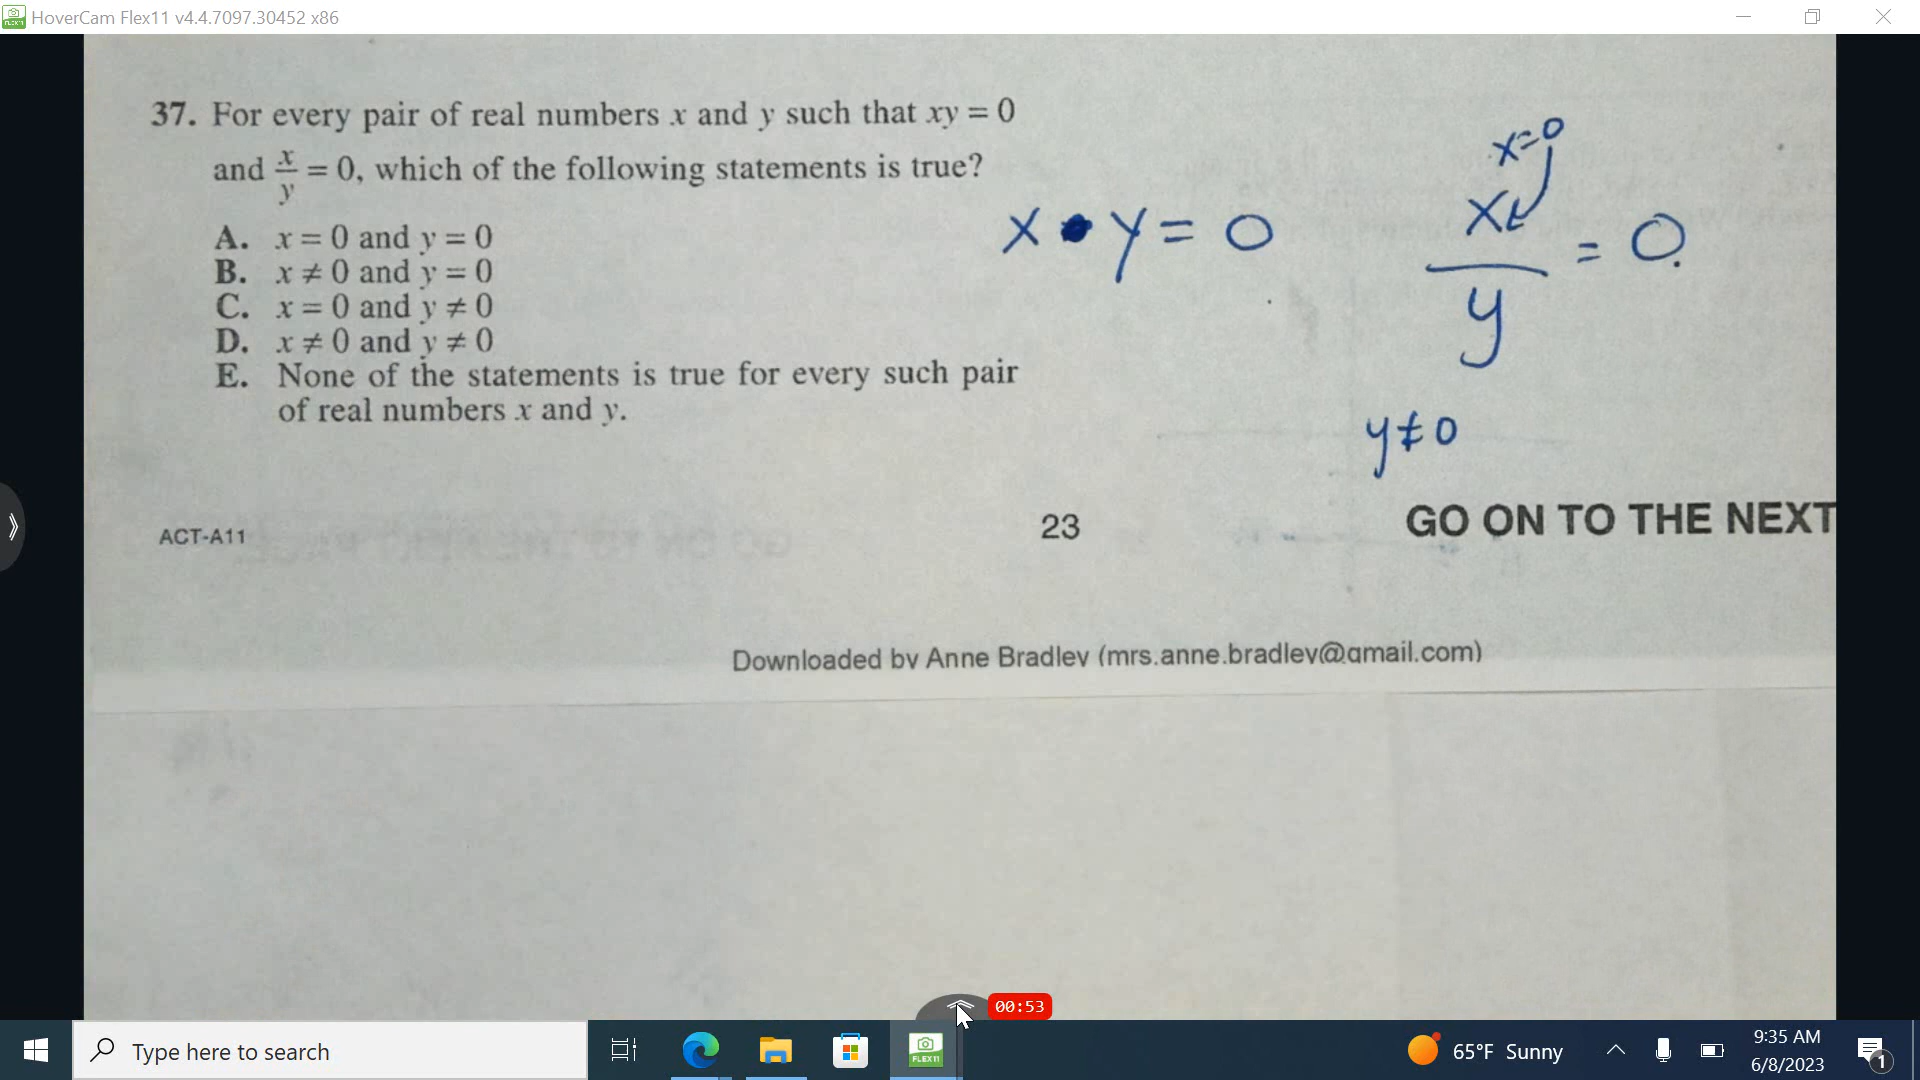 HoverCam Flex11 v4.4.7097.30452 x86
37. For every pair of real numbers x and y such that xy = 0
and x/y = 0, which of the following statements is true?
A. x = 0 and y = 0
B. x ≠ 0 and y = 0
C. x = 0 and y ≠ 0
D. x ≠ 0 and y ≠ 0
E. None of the statements is true for every such pair
of real numbers x and y.
x • y = 0
x=0
x/y = 0
y ≠ 0
ACT-A11
23
GO ON TO THE NEXT
Downloaded by Anne Bradley (mrs.anne.bradley@gmail.com)
00:53
Type here to search
FLEX11
65°F Sunny
9:35 AM
6/8/2023
1